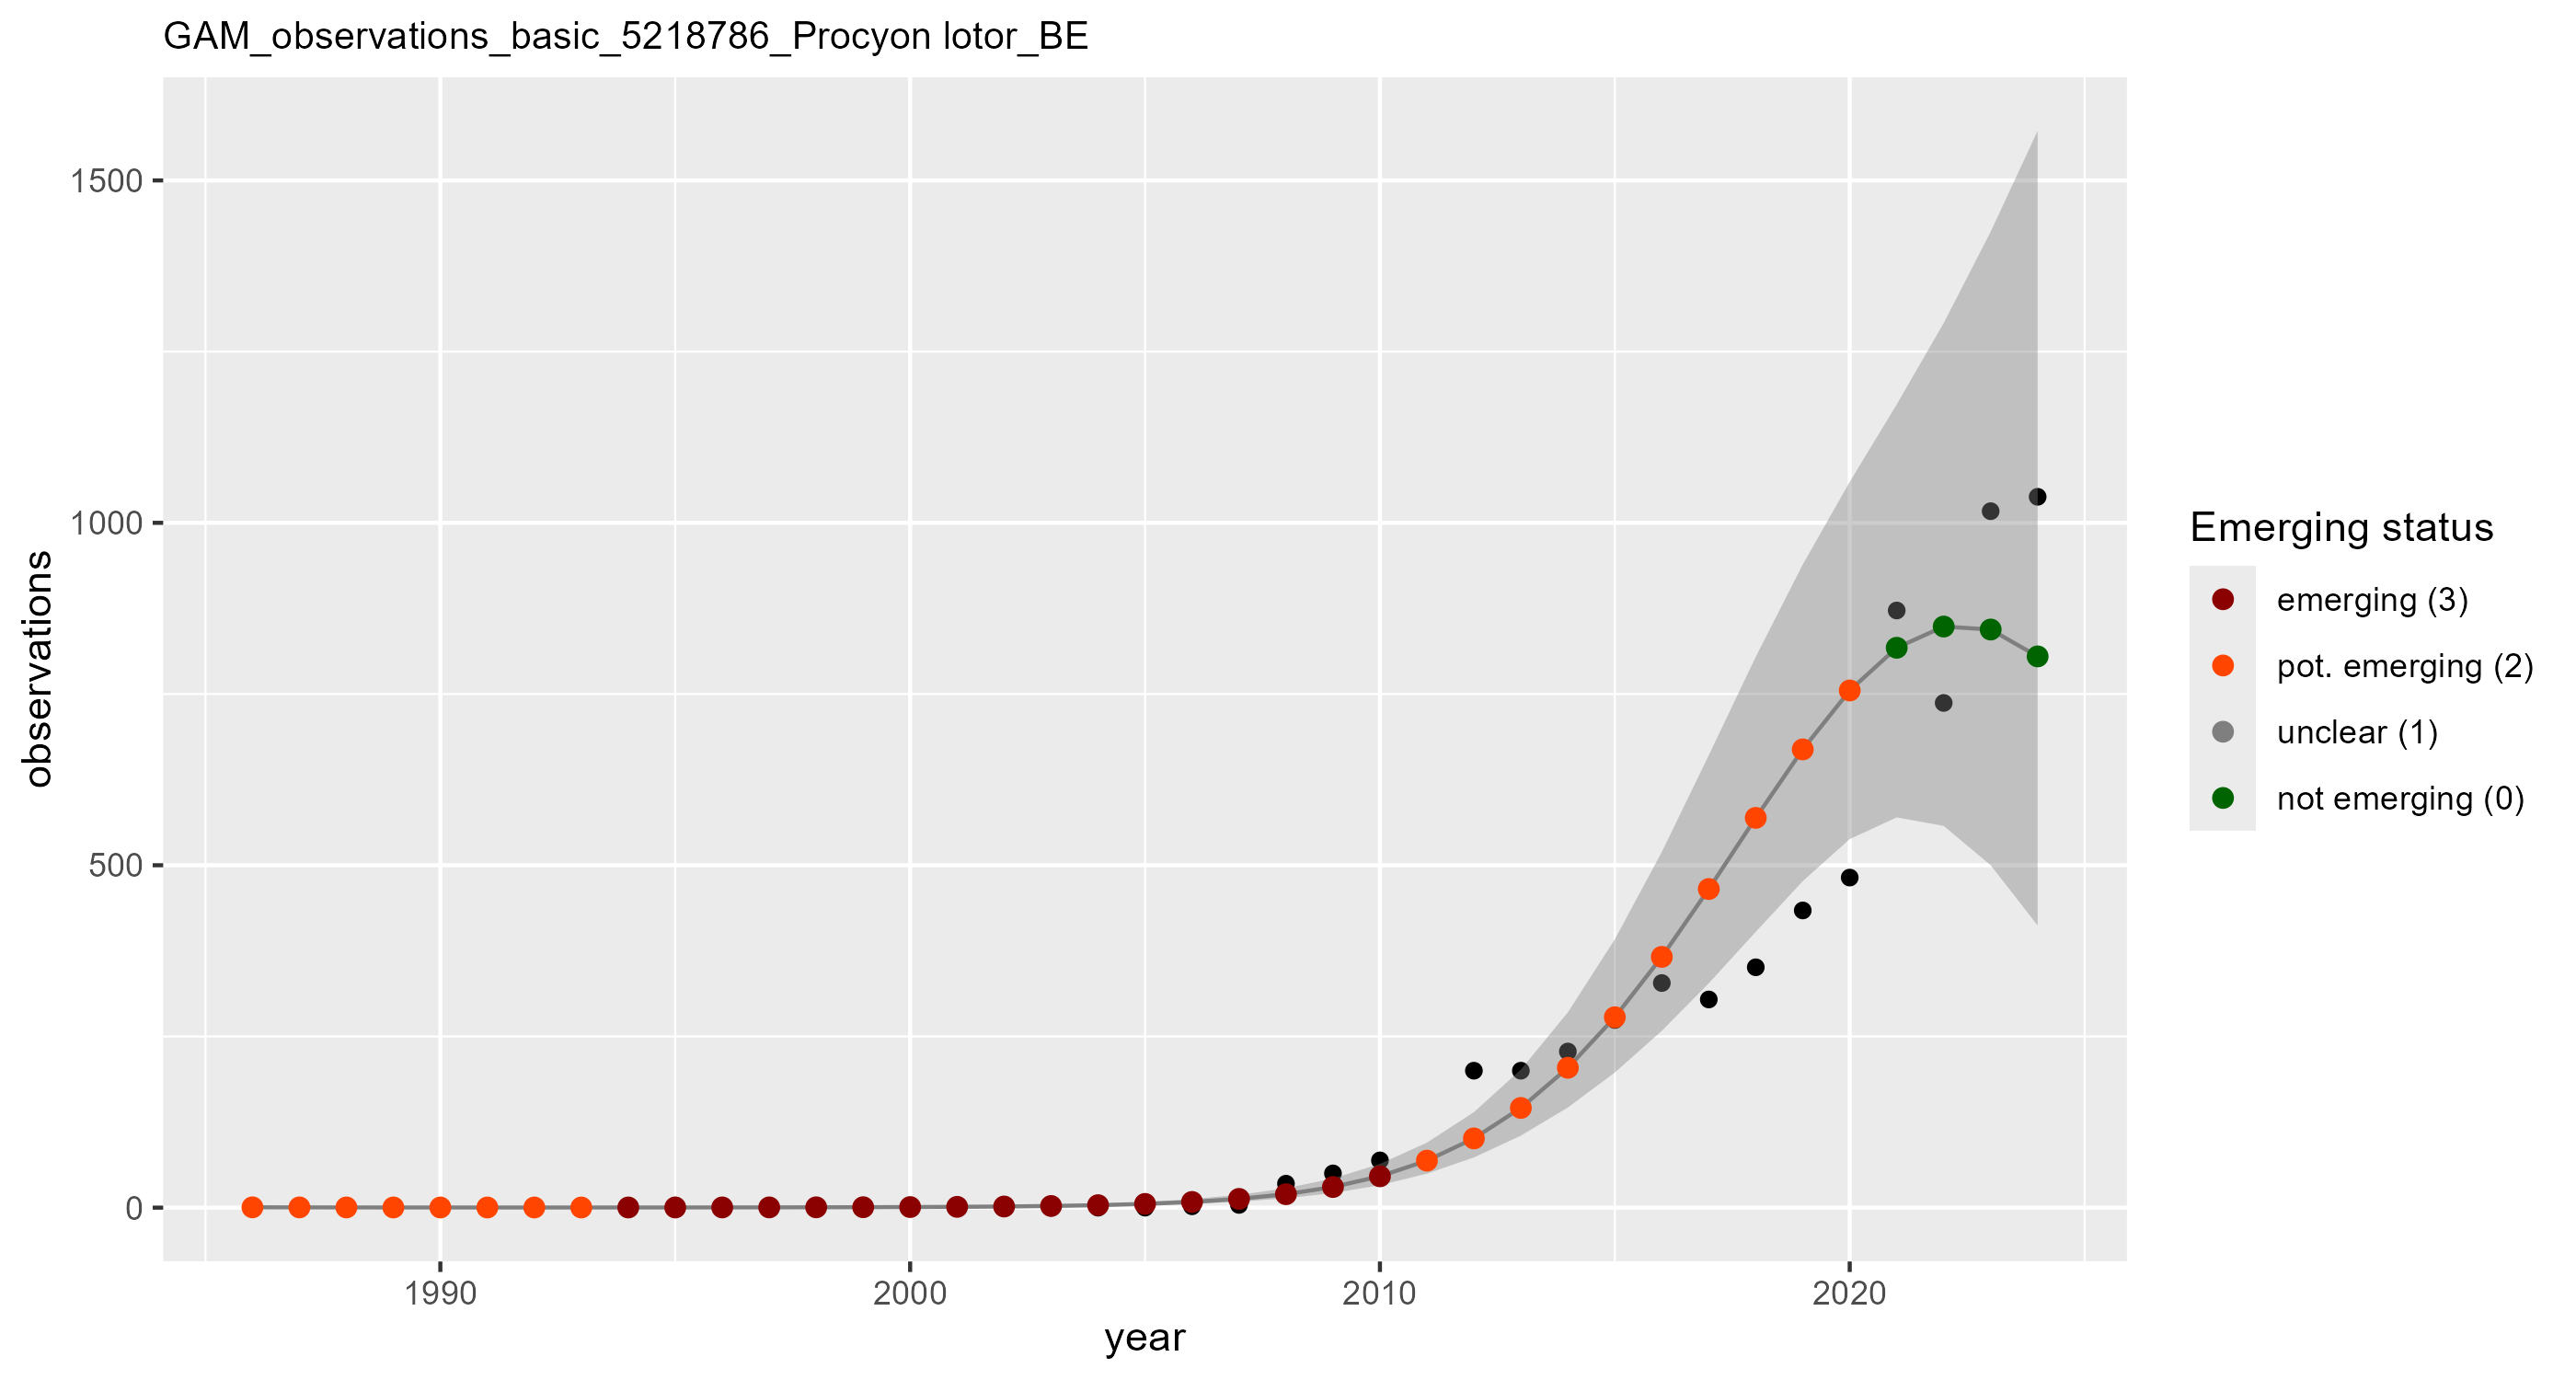 GAM_observations_basic_5218786_Procyon lotor_BE
1500
1000
500
0
observations
1990 2000 2010 2020
year
Emerging status
emerging (3)
pot. emerging (2)
unclear (1)
not emerging (0)